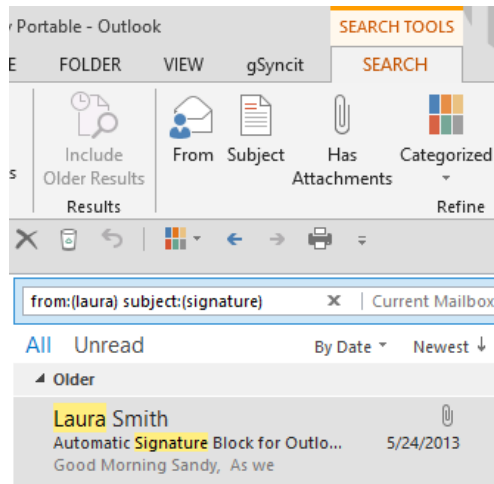 y Portable - Outlook SEARCH TOOLS
E FOLDER VIEW gSyncit SEARCH
s Include Older Results From Subject Has Attachments Categorized
Results Refine
from:(laura) subject:(signature) Current Mailbox
All Unread By Date Newest
Older
Laura Smith
Automatic Signature Block for Outlo... 5/24/2013
Good Morning Sandy, As we